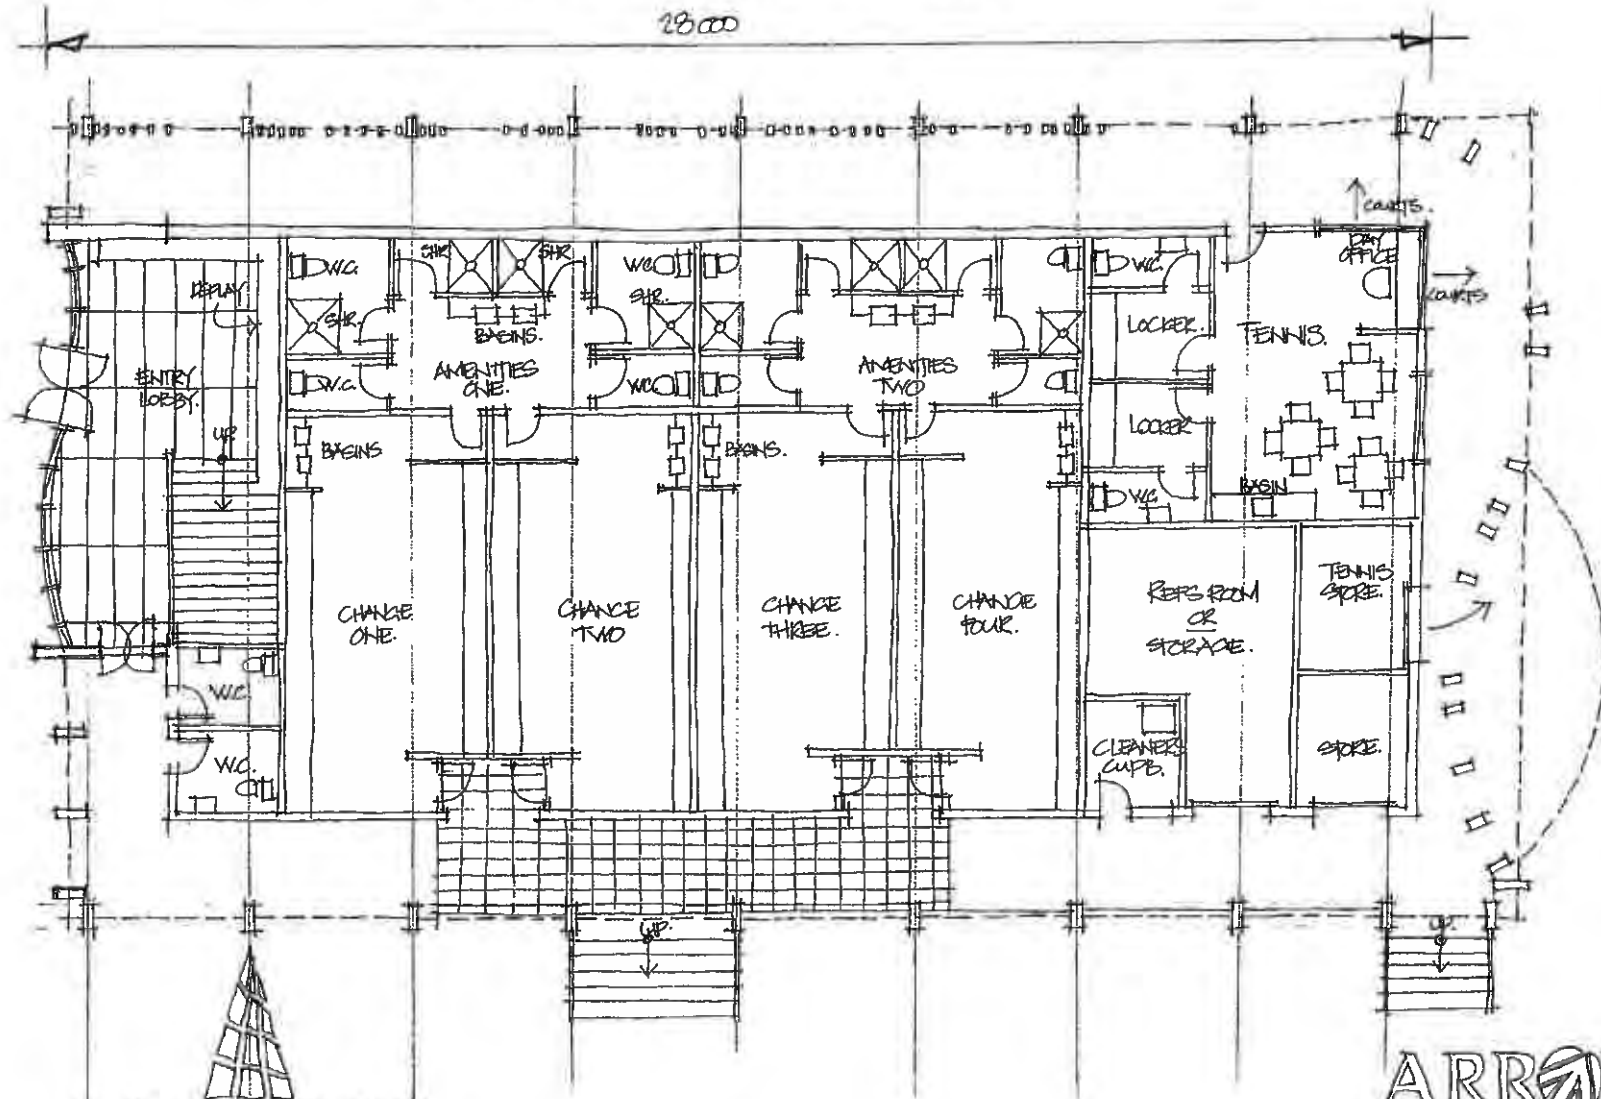 28000
COURTS.
DAY
OFFICE
COURTS
W.C.
SHR
SHR
WC
W.C.
DISPLAY
SHR.
SHR.
BASINS.
LOCKER.
TENNIS.
ENTRY
LOBBY.
W.C.
AMENITIES
ONE.
WC
AMENITIES
TWO
UP
BASINS
BASINS.
LOCKER
W.C.
BASIN
CHANGE
ONE.
CHANGE
TWO
CHANGE
THREE.
CHANGE
FOUR.
REFS ROOM
OR
STORAGE.
TENNIS
STORE.
W.C.
W.C.
CLEANERS
CUPB.
STORE.
UP.
UP.
ARRO